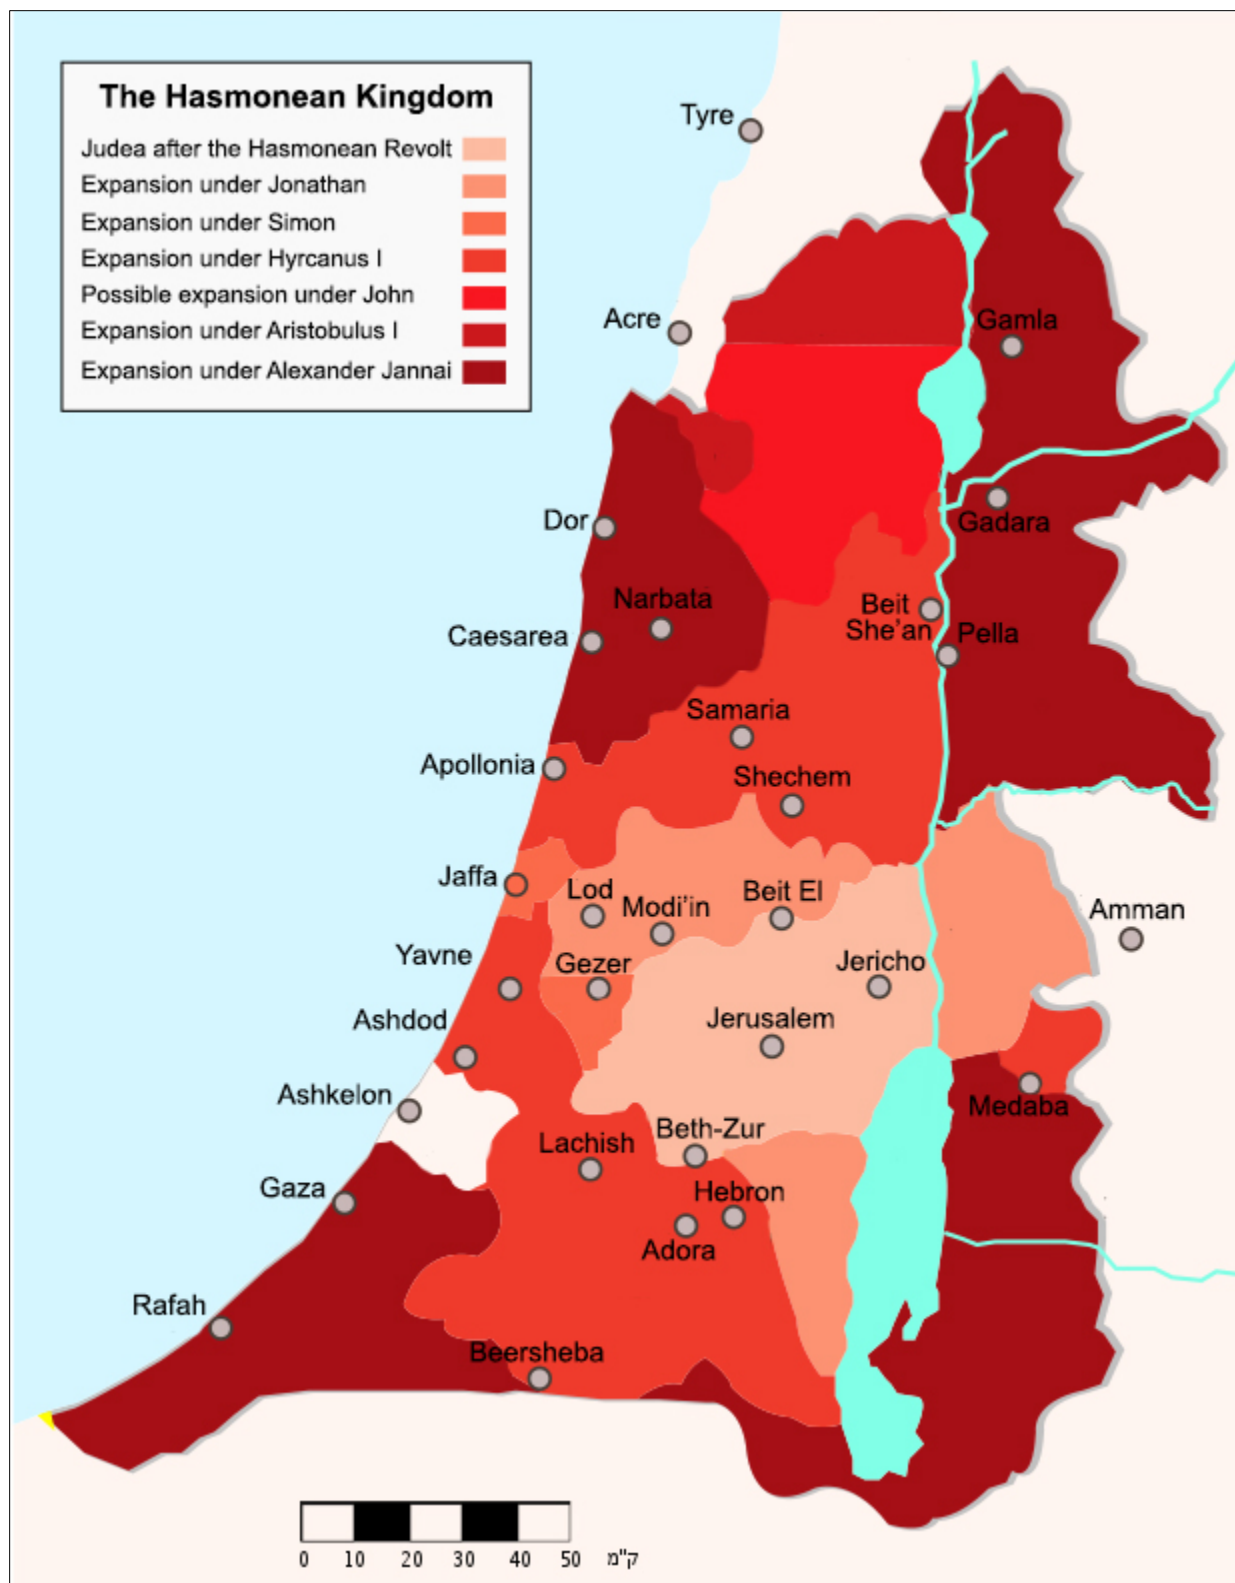 The Hasmonean Kingdom
Judea after the Hasmonean Revolt
Expansion under Jonathan
Expansion under Simon
Expansion under Hyrcanus I
Possible expansion under John
Expansion under Aristobulus I
Expansion under Alexander Jannai
Tyre
Acre
Gamla
Dor
Gadara
Narbata
Caesarea
Beit
She'an
Pella
Samaria
Apollonia
Shechem
Jaffa
Lod
Modi'in
Beit El
Amman
Yavne
Gezer
Jericho
Ashdod
Jerusalem
Ashkelon
Medaba
Lachish
Beth-Zur
Gaza
Hebron
Adora
Rafah
Beersheba
0 10 20 30 40 50 ק"מ